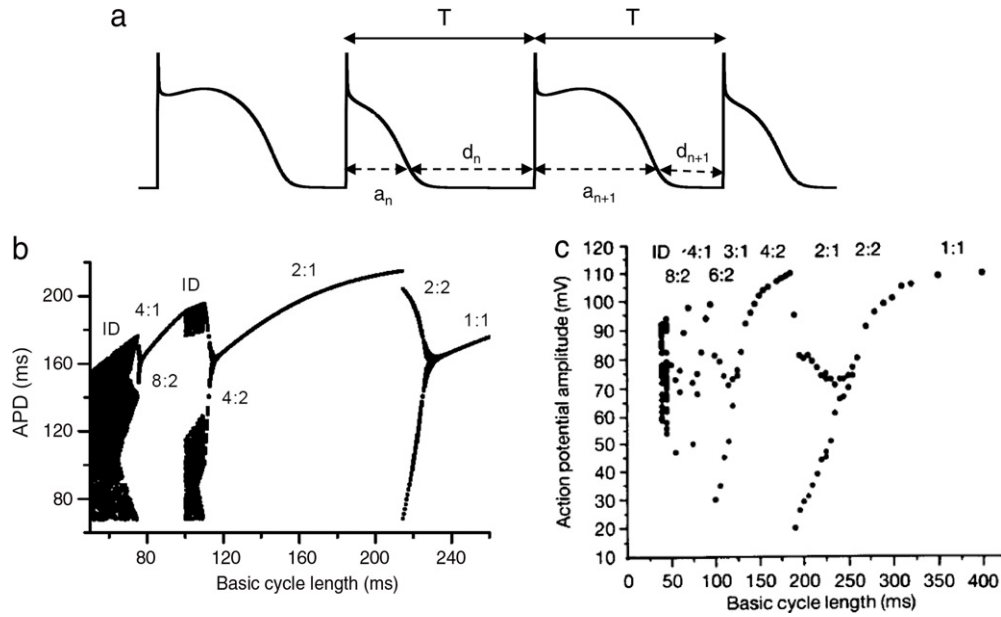 a
T T
d_n d_{n+1}
a_n a_{n+1}
b
ID 4:1 ID 2:1 2:2 1:1
8:2 4:2
APD (ms)
200
160
120
80
80 120 160 200 240
Basic cycle length (ms)
c
ID 4:1 3:1 4:2 2:1 2:2 1:1
8:2 6:2
Action potential amplitude (mV)
120
110
100
90
80
70
60
50
40
30
20
10
0 50 100 150 200 250 300 350 400
Basic cycle length (ms)